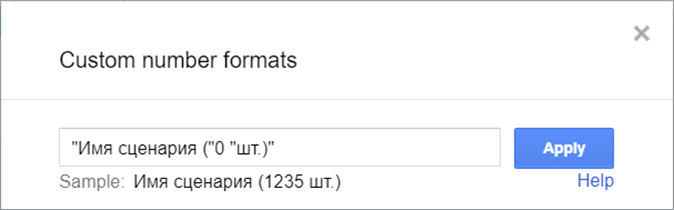 ×
Custom number formats
"Имя сценария ("0 "шт.)"
Apply
Sample: Имя сценария (1235 шт.)
Help